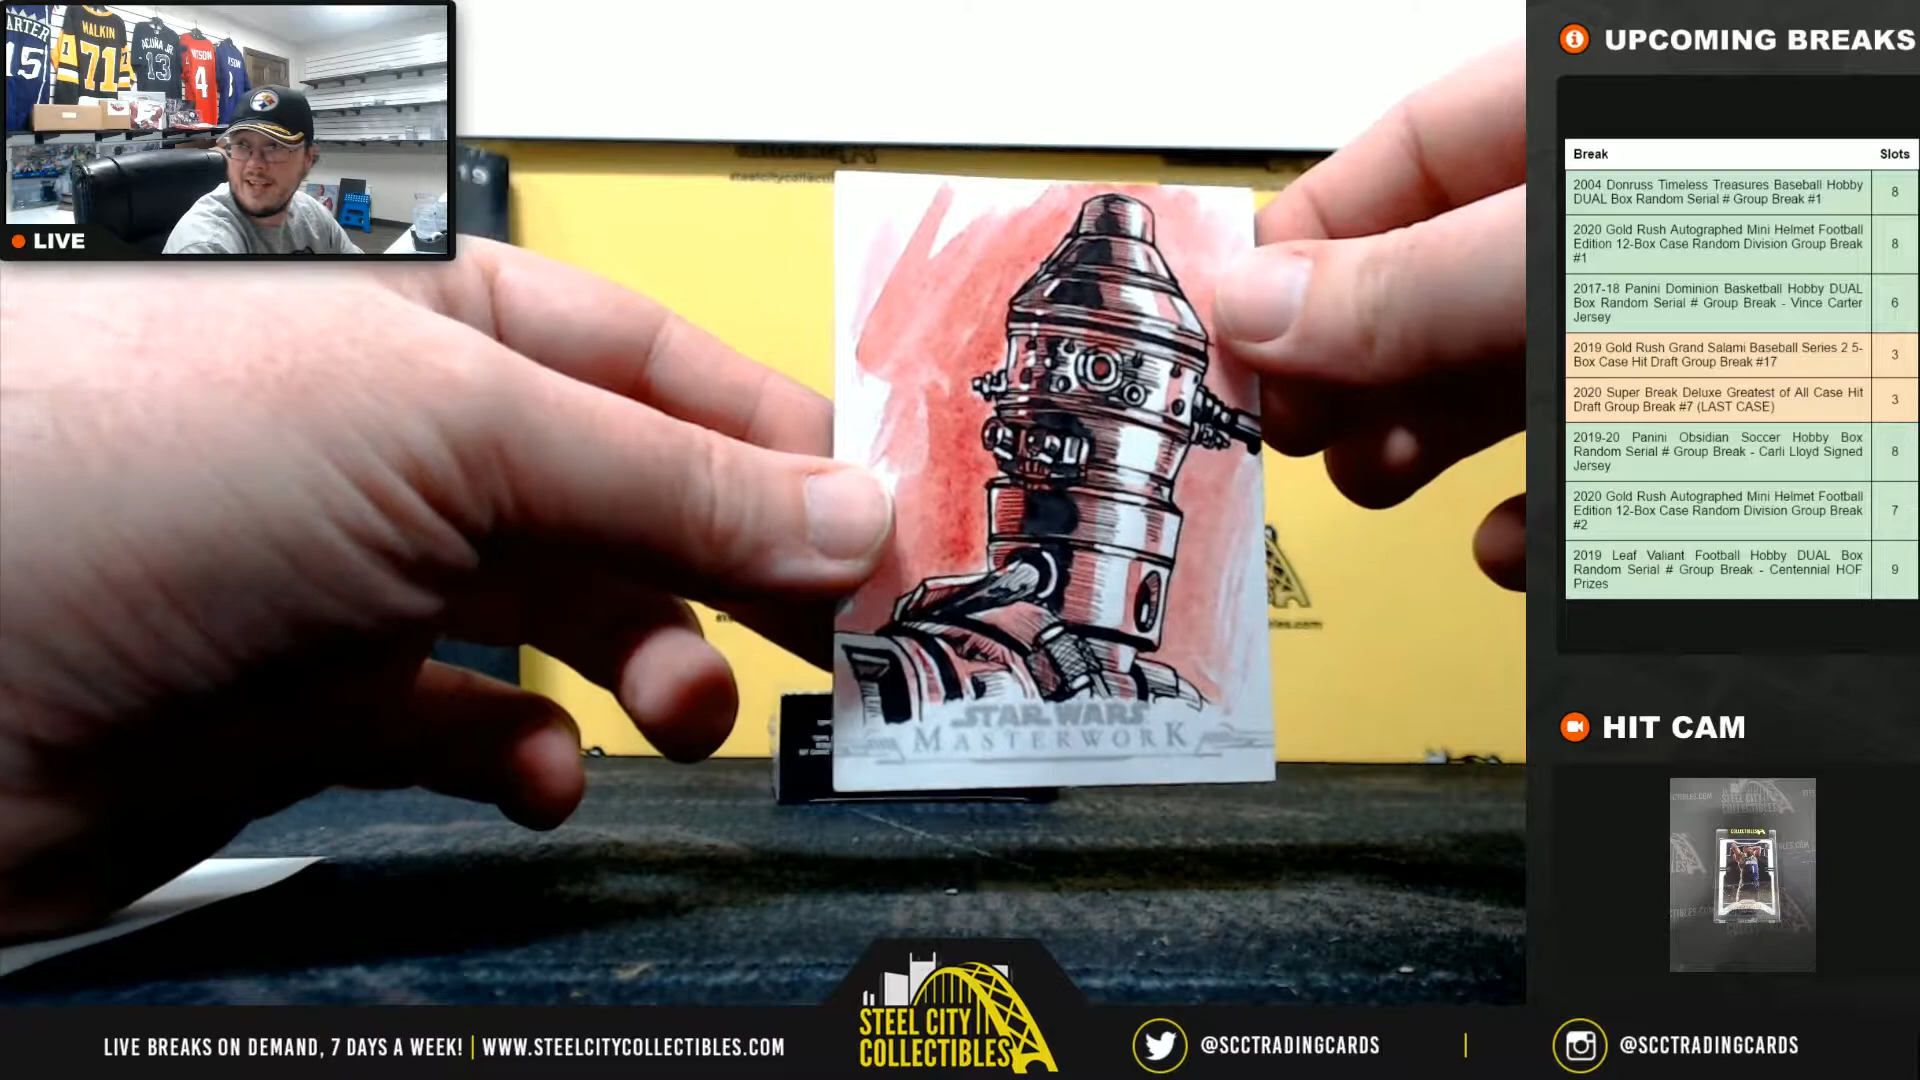 ARTER
15
MALKIN
71
ACUÑA JR
13
4
LIVE
STAR WARS
MASTERWORK
UPCOMING BREAKS
Break Slots
2004 Donruss Timeless Treasures Baseball Hobby
DUAL Box Random Serial # Group Break #1
8
2020 Gold Rush Autographed Mini Helmet Football
Edition 12-Box Case Random Division Group Break
#1
8
2017-18 Panini Dominion Basketball Hobby DUAL
Box Random Serial # Group Break - Vince Carter
Jersey
6
2019 Gold Rush Grand Salami Baseball Series 2 5-
Box Case Hit Draft Group Break #17
3
2020 Super Break Deluxe Greatest of All Case Hit
Draft Group Break #7 (LAST CASE)
3
2019-20 Panini Obsidian Soccer Hobby Box
Random Serial # Group Break - Carli Lloyd Signed
Jersey
8
2020 Gold Rush Autographed Mini Helmet Football
Edition 12-Box Case Random Division Group Break
#2
7
2019 Leaf Valiant Football Hobby DUAL Box
Random Serial # Group Break - Centennial HOF
Prizes
9
HIT CAM
LIVE BREAKS ON DEMAND, 7 DAYS A WEEK! | WWW.STEELCITYCOLLECTIBLES.COM
STEEL CITY
COLLECTIBLES
@SCCTRADINGCARDS
@SCCTRADINGCARDS